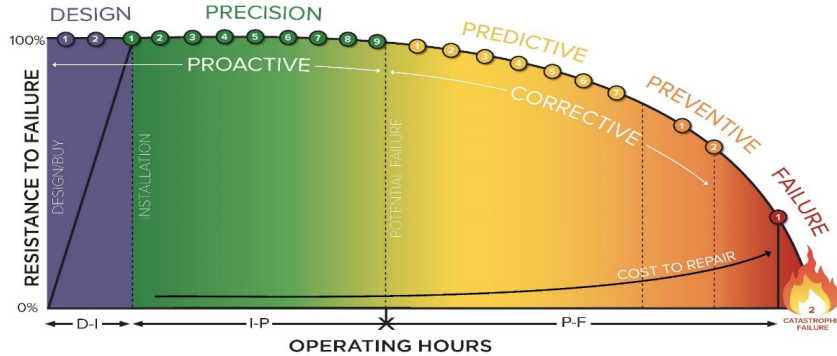 DESIGN
PRECISION
PREDICTIVE
PREVENTIVE
FAILURE
100%
1 2
1 2 3 4 5 6 7 8 9
1 2 3 4 5 6 7
1 2
1
PROACTIVE
CORRECTIVE
RESISTANCE TO FAILURE
DESIGN/BUY
INSTALLATION
POTENTIAL FAILURE
COST TO REPAIR
0%
2
CATASTROPHIC
FAILURE
D-I
I-P
P-F
OPERATING HOURS